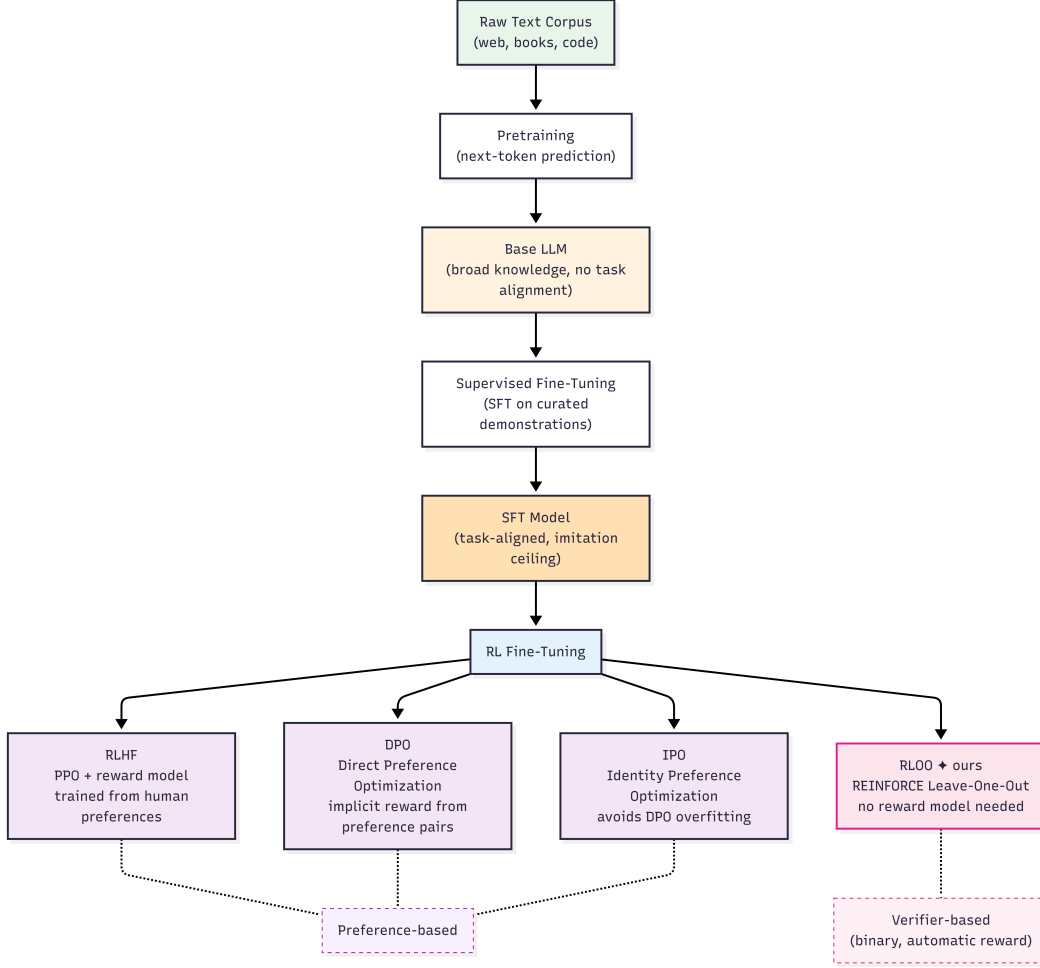 Raw Text Corpus
(web, books, code)
Pretraining
(next-token prediction)
Base LLM
(broad knowledge, no task
alignment)
Supervised Fine-Tuning
(SFT on curated
demonstrations)
SFT Model
(task-aligned, imitation
ceiling)
RL Fine-Tuning
RLHF
PPO + reward model
trained from human
preferences
DPO
Direct Preference
Optimization
implicit reward from
preference pairs
IPO
Identity Preference
Optimization
avoids DPO overfitting
RLOO ✦ ours
REINFORCE Leave-One-Out
no reward model needed
Preference-based
Verifier-based
(binary, automatic reward)